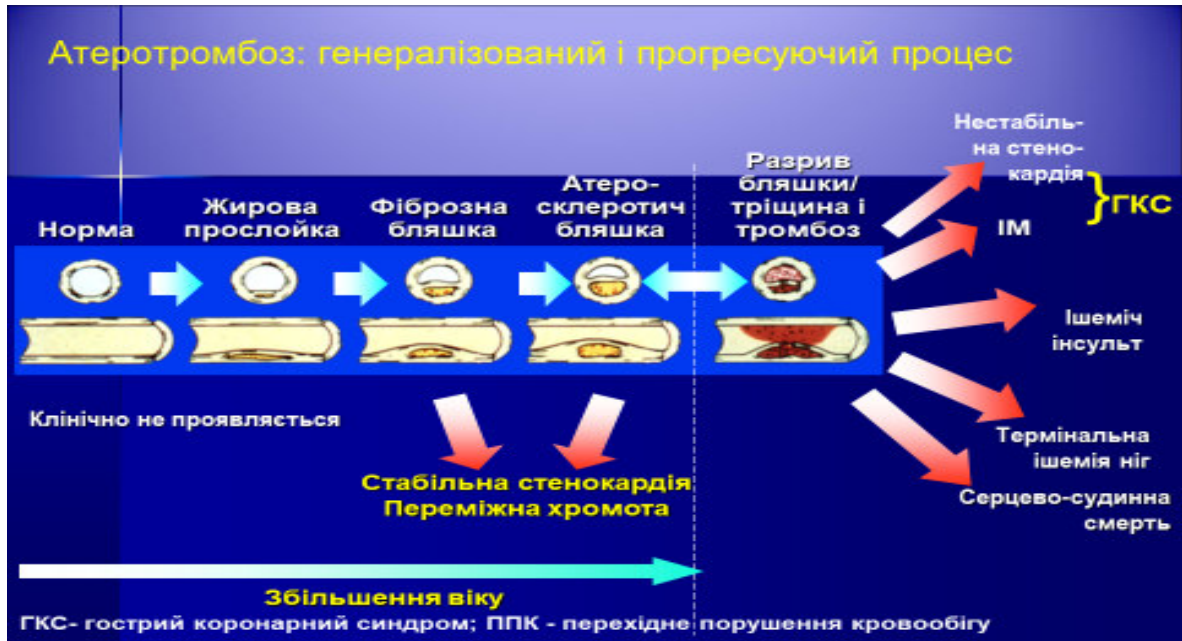 Атеротромбоз: генералізований і прогресуючий процес
Норма
Жирова
прослойка
Фіброзна
бляшка
Атеро-
склеротич
бляшка
Разрив
бляшки/
тріщина і
тромбоз
Нестабіль-
на стено-
кардія
ІМ
ГКС
Ішеміч
інсульт
Термінальна
ішемія ніг
Серцево-судинна
смерть
Клінічно не проявляється
Стабільна стенокардія
Переміжна хромота
Збільшення віку
ГКС- гострий коронарний синдром; ППК - перехідне порушення кровообігу